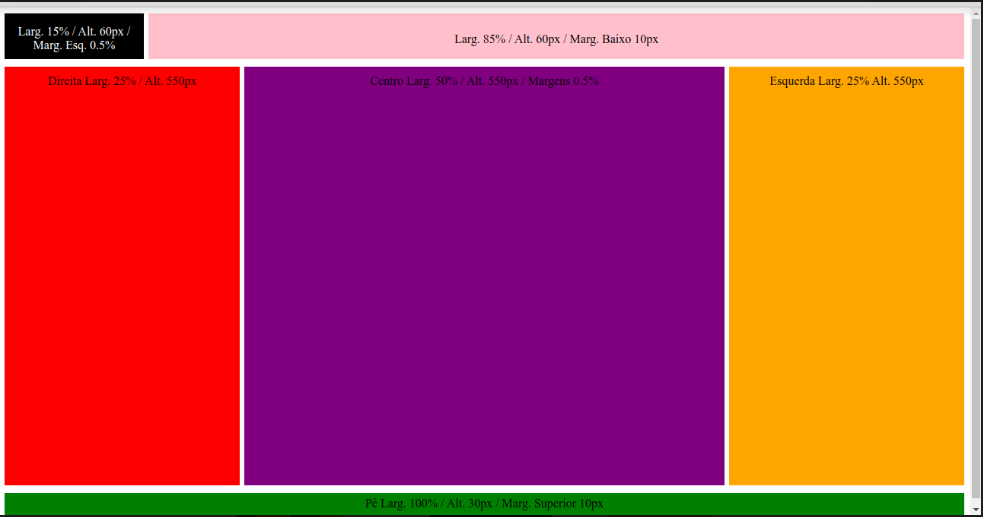 Larg. 15% / Alt. 60px /
Marg. Esq. 0.5%
Larg. 85% / Alt. 60px / Marg. Baixo 10px
Direita Larg. 25% / Alt. 550px
Centro Larg. 50% / Alt. 550px / Margens 0.5%
Esquerda Larg. 25% Alt. 550px
Pé Larg. 100% / Alt. 30px / Marg. Superior 10px